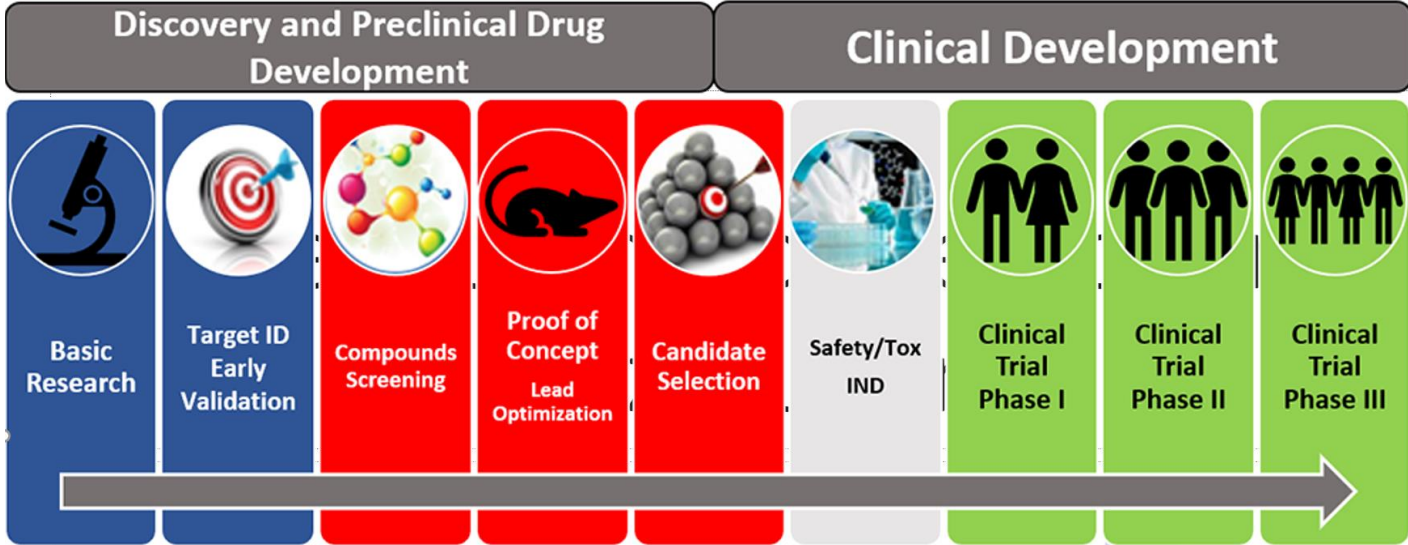 Discovery and Preclinical Drug
Development
Clinical Development
Basic
Research
Target ID
Early
Validation
Compounds
Screening
Proof of
Concept
Lead
Optimization
Candidate
Selection
Safety/Tox
IND
Clinical
Trial
Phase I
Clinical
Trial
Phase II
Clinical
Trial
Phase III